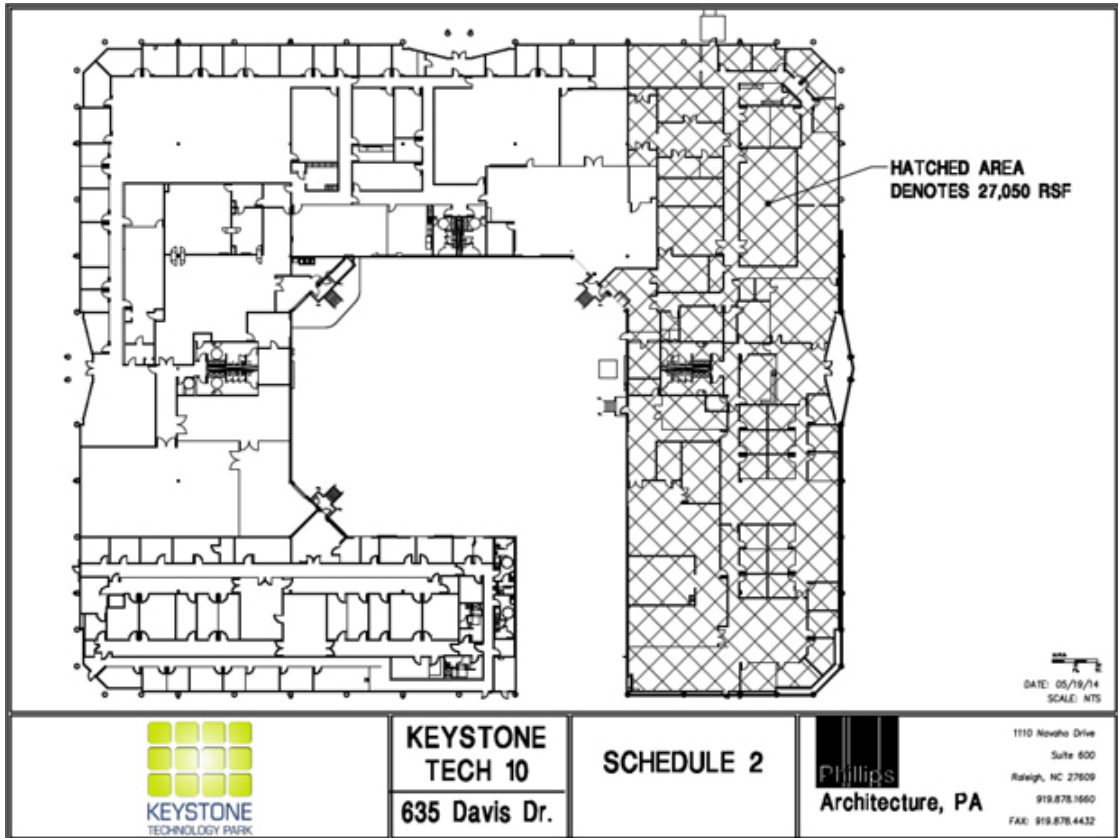 HATCHED AREA
DENOTES 27,050 RSF
DATE: 05/19/14
SCALE: NTS
KEYSTONE
TECHNOLOGY PARK
KEYSTONE
TECH 10
635 Davis Dr.
SCHEDULE 2
Phillips
Architecture, PA
1110 Navaho Drive
Suite 600
Raleigh, NC 27609
919.878.1660
FAX: 919.878.4432